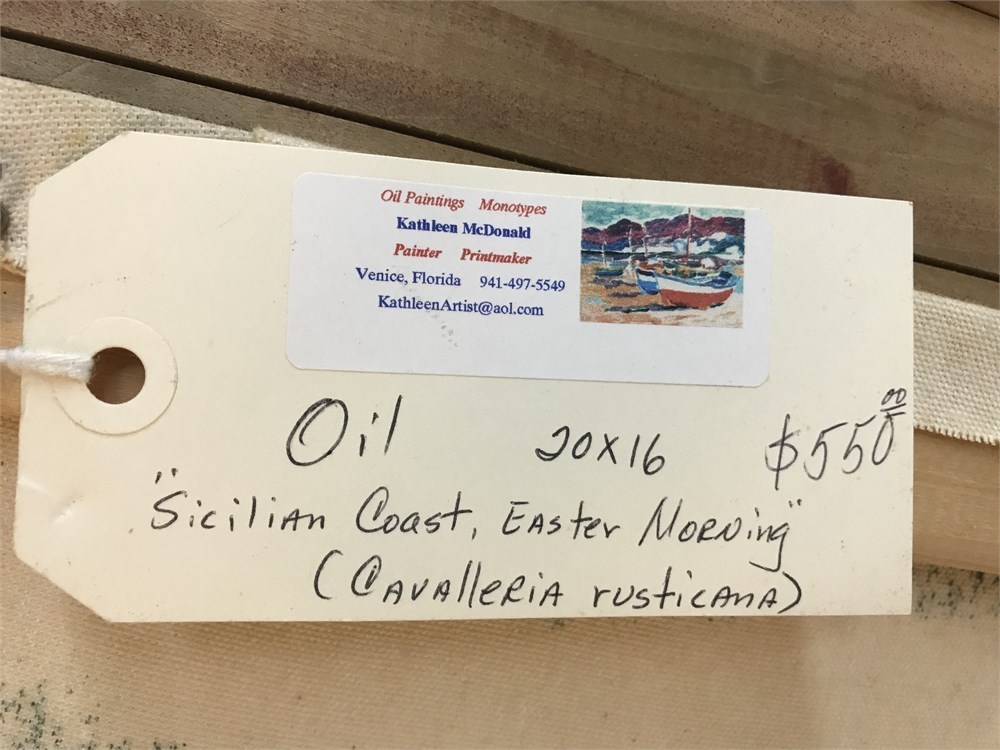 Oil Paintings Monotypes
Kathleen McDonald
Painter Printmaker
Venice, Florida 941-497-5549
KathleenArtist@aol.com
Oil 20x16 $550.00
"Sicilian Coast, Easter Morning"
(Cavalleria rusticana)